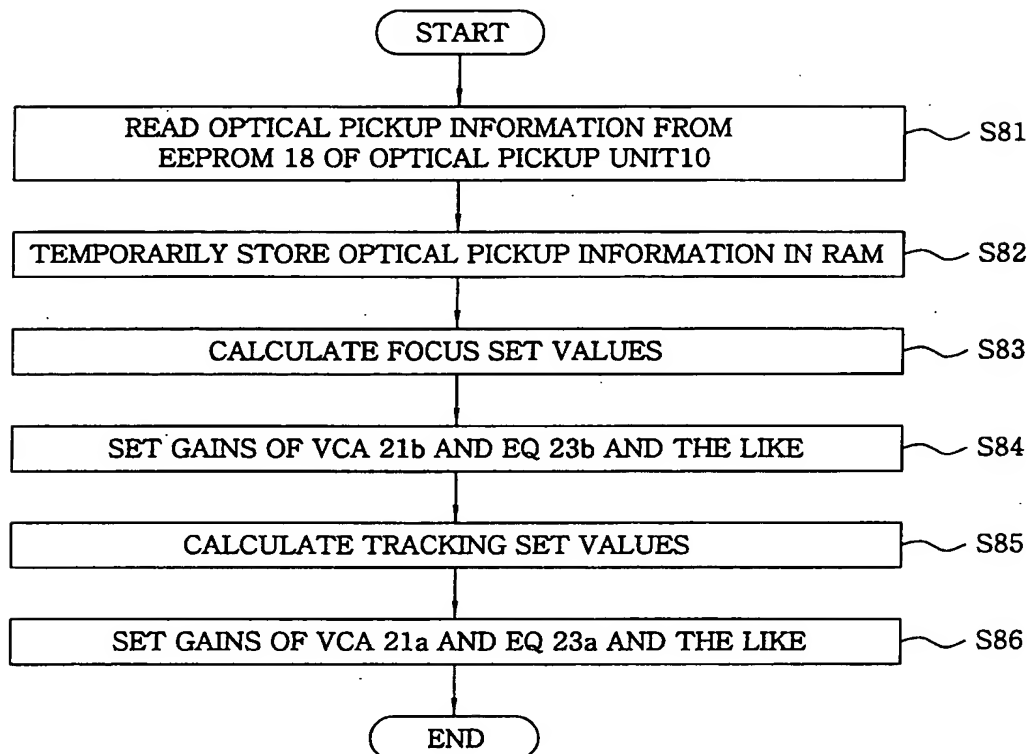 START
READ OPTICAL PICKUP INFORMATION FROM
EEPROM 18 OF OPTICAL PICKUP UNIT10
S81
TEMPORARILY STORE OPTICAL PICKUP INFORMATION IN RAM
S82
CALCULATE FOCUS SET VALUES
S83
SET GAINS OF VCA 21b AND EQ 23b AND THE LIKE
S84
CALCULATE TRACKING SET VALUES
S85
SET GAINS OF VCA 21a AND EQ 23a AND THE LIKE
S86
END